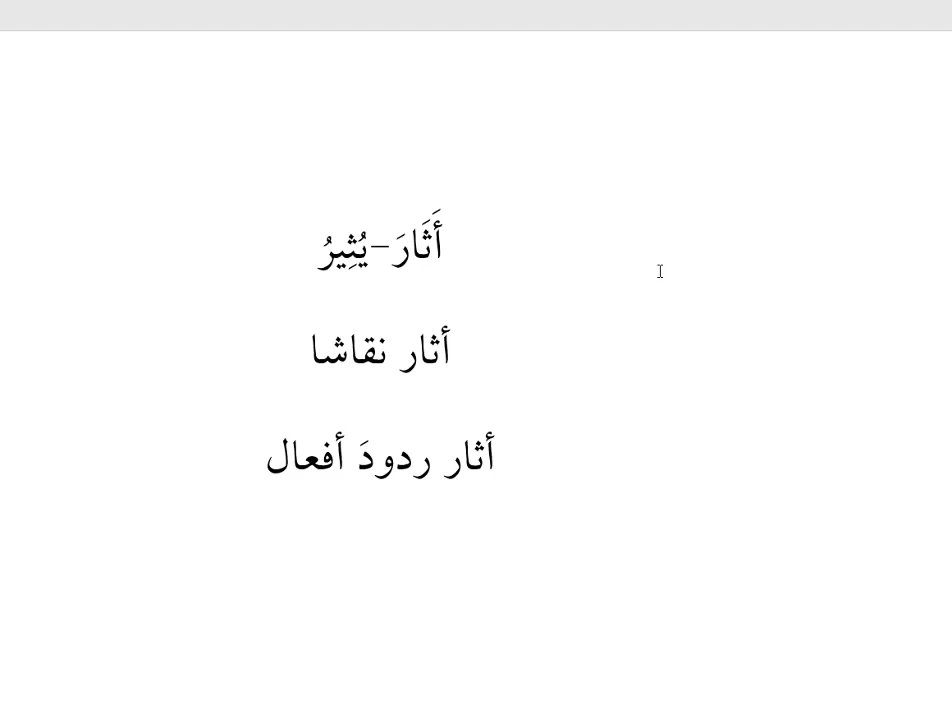 أَثَارَ-يُثِيرُ
أثار نقاشا
أثار ردودَ أفعال